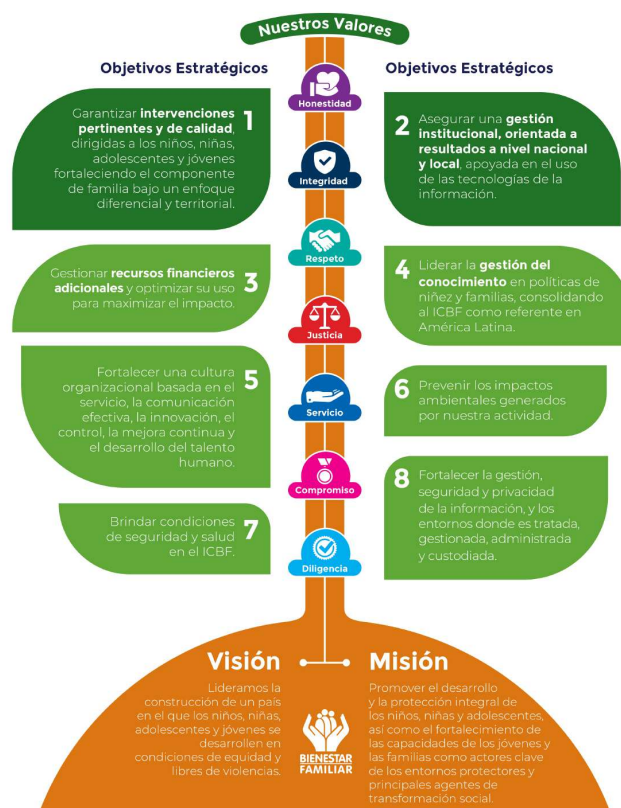 Nuestros Valores
Objetivos Estratégicos
Objetivos Estratégicos
Honestidad
1
Garantizar intervenciones
pertinentes y de calidad,
dirigidas a los niños, niñas,
adolescentes y jóvenes
fortaleciendo el componente
de familia bajo un enfoque
diferencial y territorial.
2
Asegurar una gestión
institucional, orientada a
resultados a nivel nacional
y local, apoyada en el uso
de las tecnologías de la
información.
Integridad
Respeto
3
Gestionar recursos financieros
adicionales y optimizar su uso
para maximizar el impacto.
4
Liderar la gestión del
conocimiento en políticas de
niñez y familias, consolidando
al ICBF como referente en
América Latina.
Justicia
5
Fortalecer una cultura
organizacional basada en el
servicio, la comunicación
efectiva, la innovación, el
control, la mejora continua y
el desarrollo del talento
humano.
Servicio
6
Prevenir los impactos
ambientales generados
por nuestra actividad.
Compromiso
7
Brindar condiciones
de seguridad y salud
en el ICBF.
8
Fortalecer la gestión,
seguridad y privacidad
de la información, y los
entornos donde es tratada,
gestionada, administrada
y custodiada.
Diligencia
Visión
Lideramos la
construcción de un país
en el que los niños, niñas,
adolescentes y jóvenes se
desarrollen en
condiciones de equidad y
libres de violencias.
BIENESTAR
FAMILIAR
Misión
Promover el desarrollo
y la protección integral de
los niños, niñas y adolescentes,
así como el fortalecimiento de
las capacidades de los jóvenes y
las familias como actores clave
de los entornos protectores y
principales agentes de
transformación social.